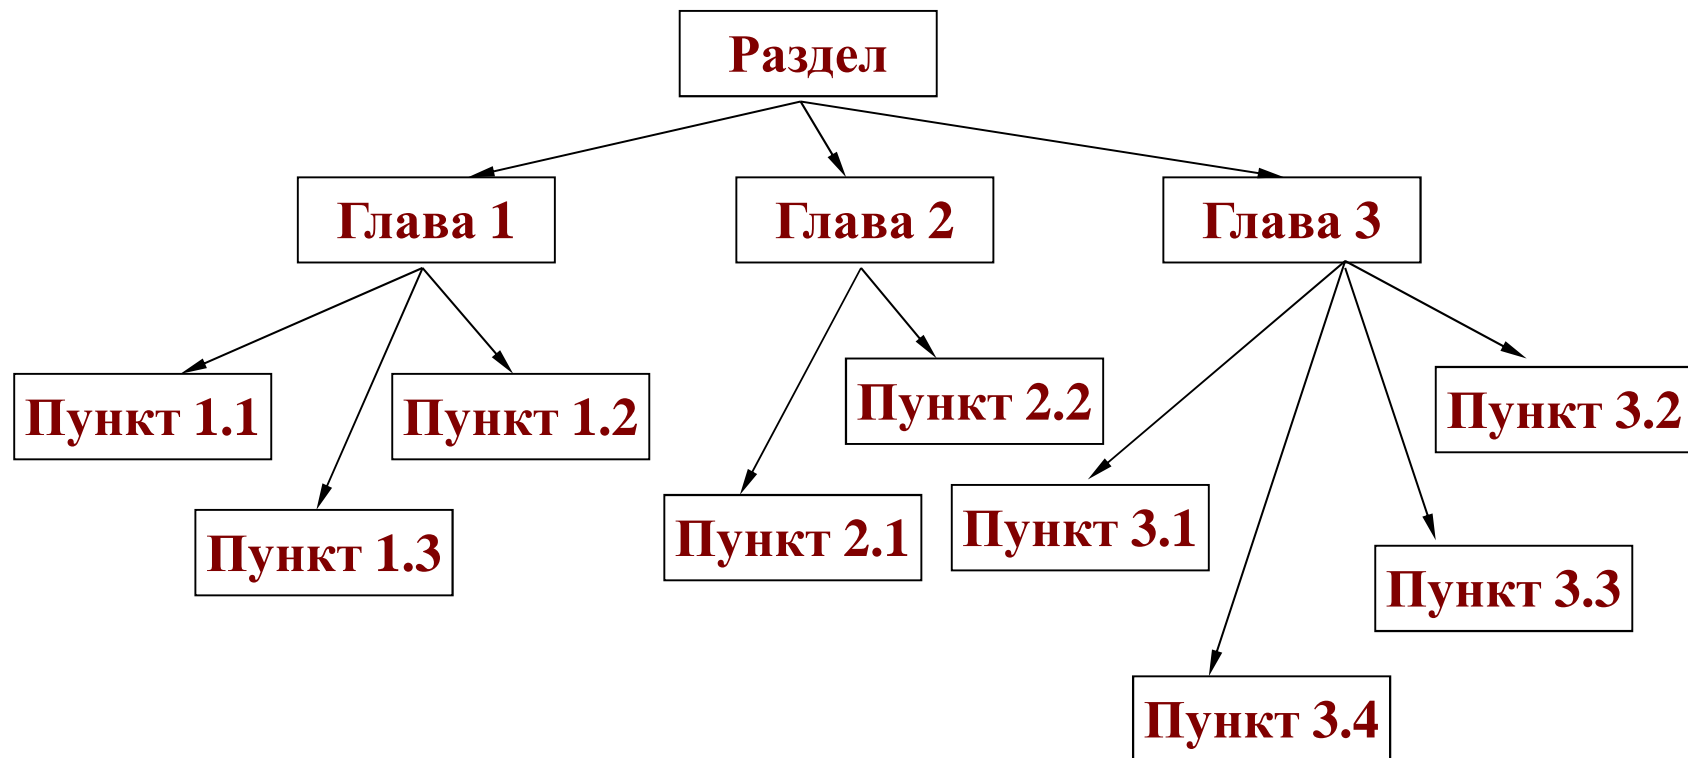 Раздел
Глава 1
Глава 2
Глава 3
Пункт 1.1
Пункт 1.2
Пункт 1.3
Пункт 2.2
Пункт 2.1
Пункт 3.1
Пункт 3.2
Пункт 3.3
Пункт 3.4